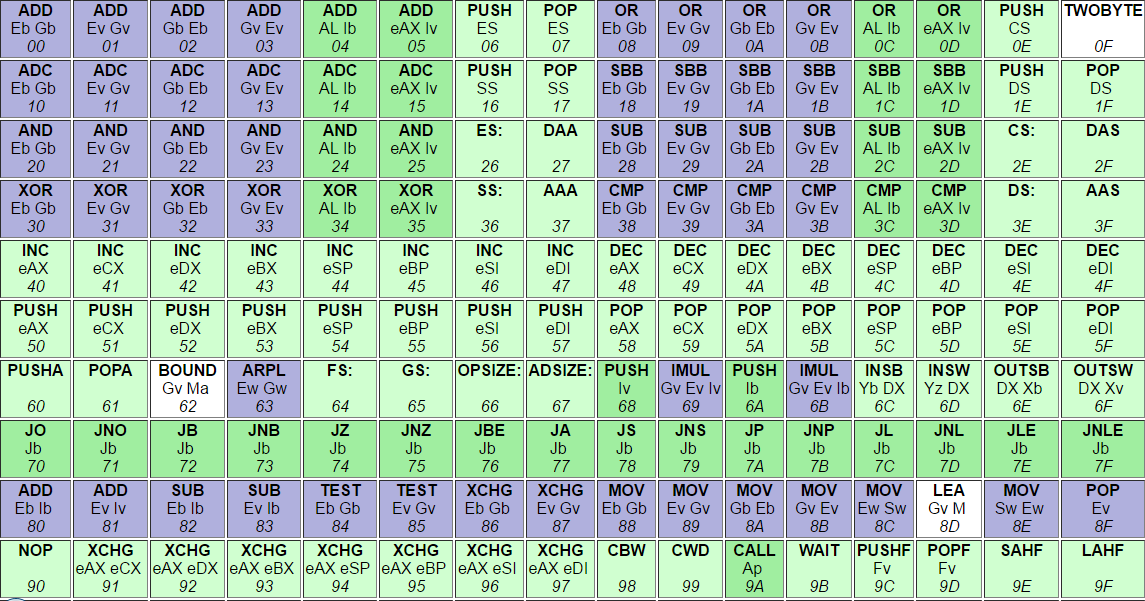 ADD ADD ADD ADD ADD ADD PUSH POP OR OR OR OR OR OR PUSH TWOBYTE
Eb Gb Ev Gv Gb Eb Gv Ev AL Ib eAX Iv ES ES Eb Gb Ev Gv Gb Eb Gv Ev AL Ib eAX Iv CS
00 01 02 03 04 05 06 07 08 09 0A 0B 0C 0D 0E 0F
ADC ADC ADC ADC ADC ADC PUSH POP SBB SBB SBB SBB SBB SBB PUSH POP
Eb Gb Ev Gv Gb Eb Gv Ev AL Ib eAX Iv SS SS Eb Gb Ev Gv Gb Eb Gv Ev AL Ib eAX Iv DS DS
10 11 12 13 14 15 16 17 18 19 1A 1B 1C 1D 1E 1F
AND AND AND AND AND AND ES: DAA SUB SUB SUB SUB SUB SUB CS: DAS
Eb Gb Ev Gv Gb Eb Gv Ev AL Ib eAX Iv Eb Gb Ev Gv Gb Eb Gv Ev AL Ib eAX Iv
20 21 22 23 24 25 26 27 28 29 2A 2B 2C 2D 2E 2F
XOR XOR XOR XOR XOR XOR SS: AAA CMP CMP CMP CMP CMP CMP DS: AAS
Eb Gb Ev Gv Gb Eb Gv Ev AL Ib eAX Iv Eb Gb Ev Gv Gb Eb Gv Ev AL Ib eAX Iv
30 31 32 33 34 35 36 37 38 39 3A 3B 3C 3D 3E 3F
INC INC INC INC INC INC INC INC DEC DEC DEC DEC DEC DEC DEC DEC
eAX eCX eDX eBX eSP eBP eSI eDI eAX eCX eDX eBX eSP eBP eSI eDI
40 41 42 43 44 45 46 47 48 49 4A 4B 4C 4D 4E 4F
PUSH PUSH PUSH PUSH PUSH PUSH PUSH PUSH POP POP POP POP POP POP POP POP
eAX eCX eDX eBX eSP eBP eSI eDI eAX eCX eDX eBX eSP eBP eSI eDI
50 51 52 53 54 55 56 57 58 59 5A 5B 5C 5D 5E 5F
PUSHA POPA BOUND ARPL FS: GS: OPSIZE: ADSIZE: PUSH IMUL PUSH IMUL INSB INSW OUTSB OUTSW
Gv Ma Ew Gw Iv Gv Ev Iv Ib Gv Ev Ib Yb DX Yz DX DX Xb DX Xv
60 61 62 63 64 65 66 67 68 69 6A 6B 6C 6D 6E 6F
JO JNO JB JNB JZ JNZ JBE JA JS JNS JP JNP JL JNL JLE JNLE
Jb Jb Jb Jb Jb Jb Jb Jb Jb Jb Jb Jb Jb Jb Jb Jb
70 71 72 73 74 75 76 77 78 79 7A 7B 7C 7D 7E 7F
ADD ADD SUB SUB TEST TEST XCHG XCHG MOV MOV MOV MOV MOV LEA MOV POP
Eb Ib Ev Iv Eb Ib Ev Ib Eb Gb Ev Gv Eb Gb Ev Gv Eb Gb Ev Gv Gb Eb Gv Ev Ew Sw Gv M Sw Ew Ev
80 81 82 83 84 85 86 87 88 89 8A 8B 8C 8D 8E 8F
NOP XCHG XCHG XCHG XCHG XCHG XCHG XCHG CBW CWD CALL WAIT PUSHF POPF SAHF LAHF
eAX eCX eAX eDX eAX eBX eAX eSP eAX eBP eAX eSI eAX eDI Ap Fv Fv
90 91 92 93 94 95 96 97 98 99 9A 9B 9C 9D 9E 9F